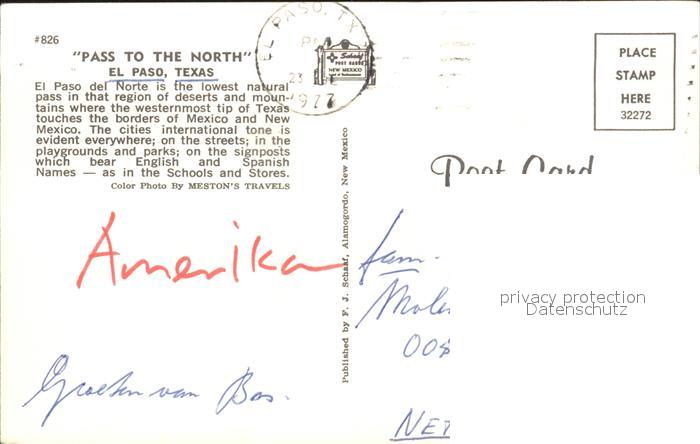 #826
"PASS TO THE NORTH"
EL PASO, TEXAS
El Paso del Norte is the lowest natural
pass in that region of deserts and moun-
tains where the westernmost tip of Texas
touches the borders of Mexico and New
Mexico. The cities international tone is
evident everywhere; on the streets; in the
playgrounds and parks; on the signposts
which bear English and Spanish
Names — as in the Schools and Stores.
Color Photo By MESTON'S TRAVELS
EL PASO, TX
PM
23
1977
Schaaf
POST CARDS
NEW MEXICO
Land of Enchantment
PLACE
STAMP
HERE
32272
Post Card
Published by F. J. Schaaf, Alamogordo, New Mexico
Amerika
fam.
privacy protection
Datenschutz
Groeten van Bas.
NET